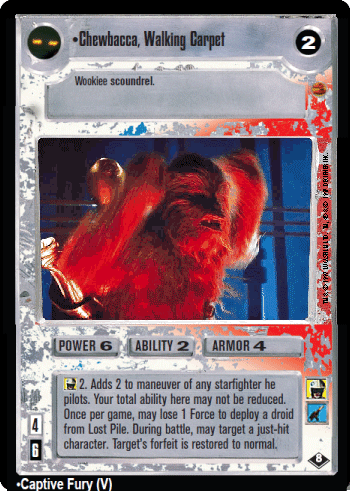 •Chewbacca, Walking Carpet
2
Wookiee scoundrel.
POWER 6
ABILITY 2
ARMOR 4
2. Adds 2 to maneuver of any starfighter he
pilots. Your total ability here may not be reduced.
Once per game, may lose 1 Force to deploy a droid
from Lost Pile. During battle, may target a just-hit
character. Target's forfeit is restored to normal.
4
6
8
•Captive Fury (V)